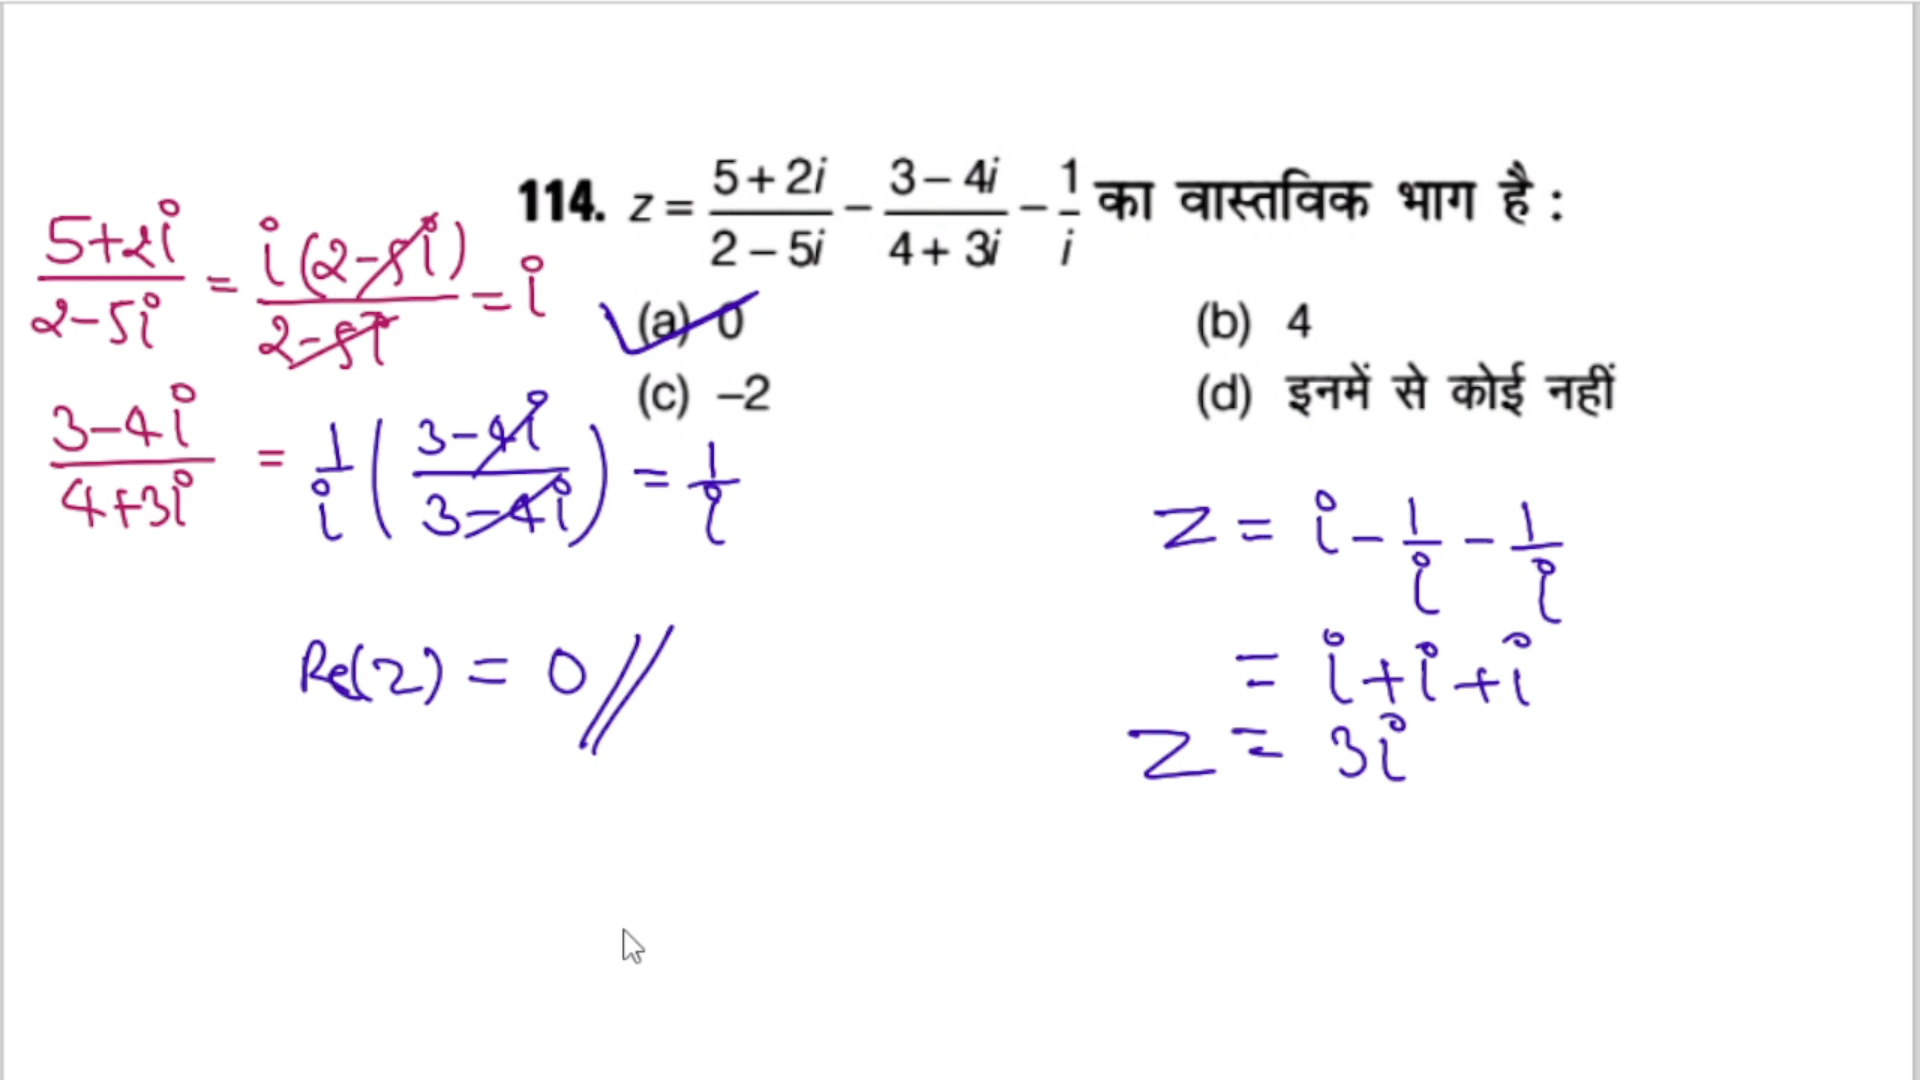 114. z = (5 + 2i)/(2 – 5i) – (3 – 4i)/(4 + 3i) – 1/i का वास्तविक भाग है :
(a) 0
(b) 4
(c) –2
(d) इनमें से कोई नहीं
(5+2i)/(2-5i) = i(2-5i)/(2-5i) = i
(3-4i)/(4+3i) = 1/i ((3-4i)/(3-4i)) = 1/i
Re(z) = 0
z = i - 1/i - 1/i
= i + i + i
z = 3i